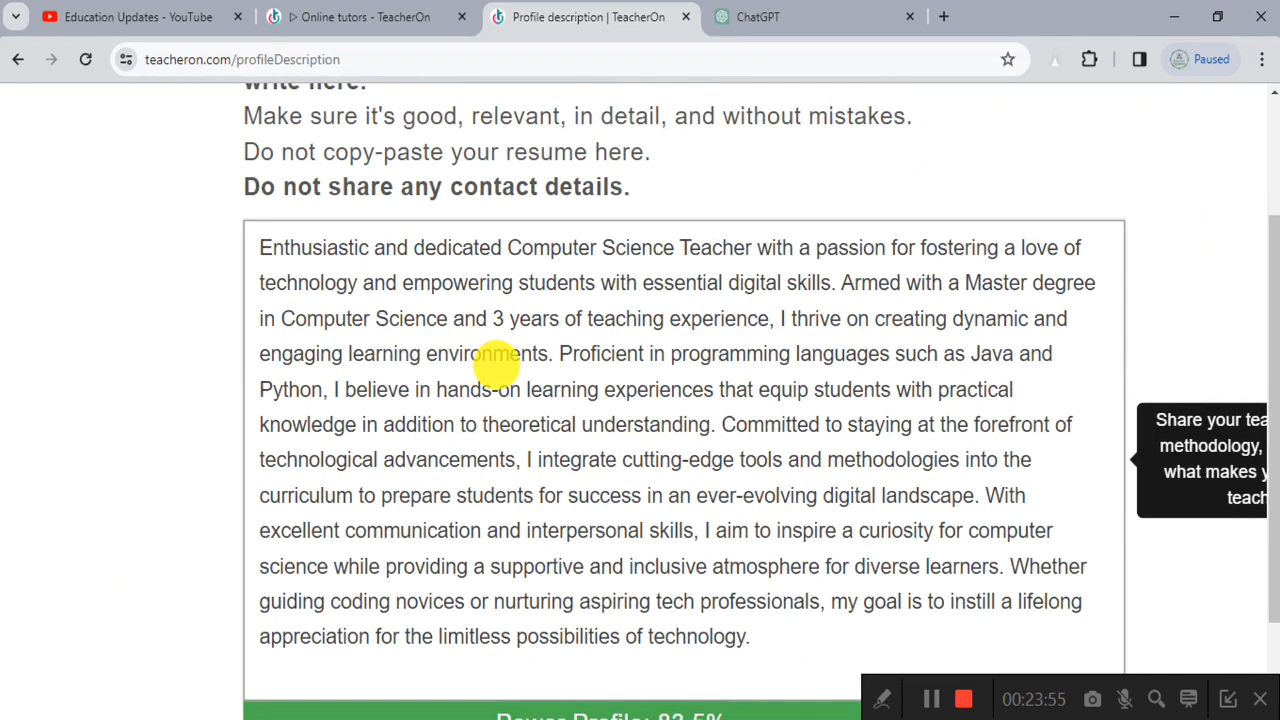 Education Updates - YouTube
Online tutors - TeacherOn
Profile description | TeacherOn
ChatGPT
teacheron.com/profileDescription
Paused
write here.
Make sure it's good, relevant, in detail, and without mistakes.
Do not copy-paste your resume here.
Do not share any contact details.
Enthusiastic and dedicated Computer Science Teacher with a passion for fostering a love of
technology and empowering students with essential digital skills. Armed with a Master degree
in Computer Science and 3 years of teaching experience, I thrive on creating dynamic and
engaging learning environments. Proficient in programming languages such as Java and
Python, I believe in hands-on learning experiences that equip students with practical
knowledge in addition to theoretical understanding. Committed to staying at the forefront of
technological advancements, I integrate cutting-edge tools and methodologies into the
curriculum to prepare students for success in an ever-evolving digital landscape. With
excellent communication and interpersonal skills, I aim to inspire a curiosity for computer
science while providing a supportive and inclusive atmosphere for diverse learners. Whether
guiding coding novices or nurturing aspiring tech professionals, my goal is to instill a lifelong
appreciation for the limitless possibilities of technology.
Share your tea
methodology,
what makes y
teach
Power Profile: 83.5%
00:23:55